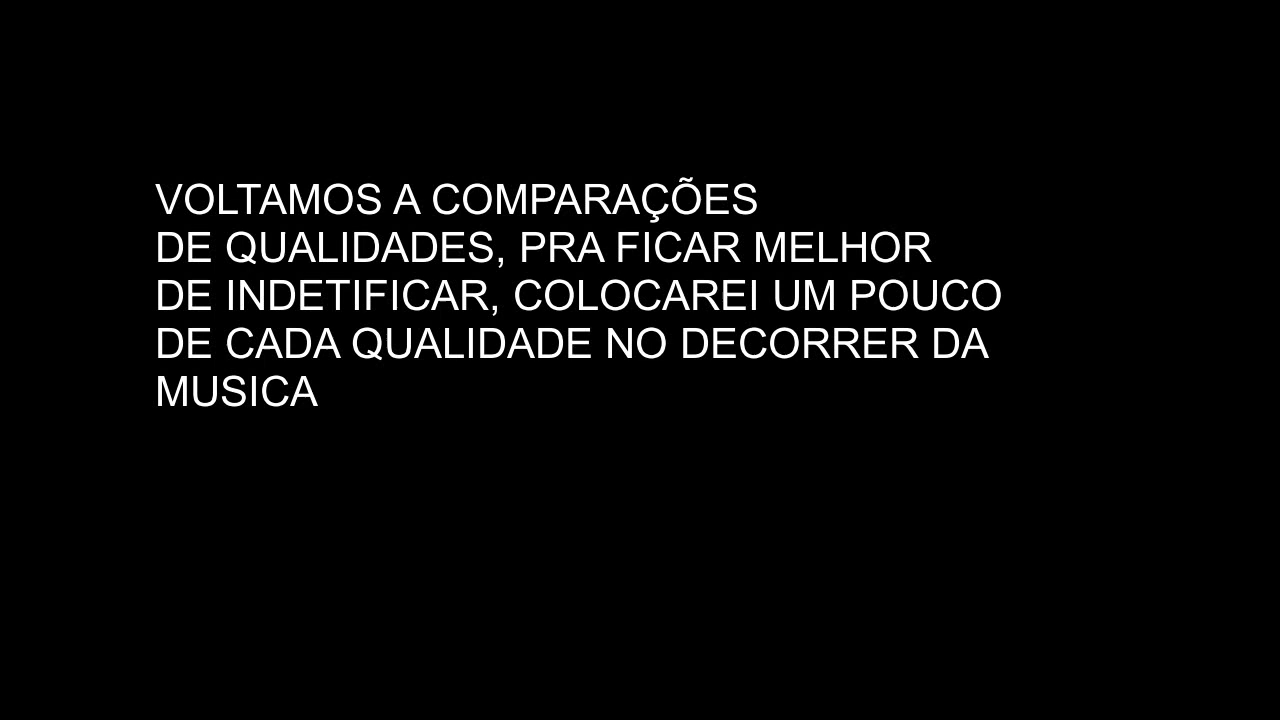 VOLTAMOS A COMPARAÇÕES
DE QUALIDADES, PRA FICAR MELHOR
DE INDETIFICAR, COLOCAREI UM POUCO
DE CADA QUALIDADE NO DECORRER DA
MUSICA